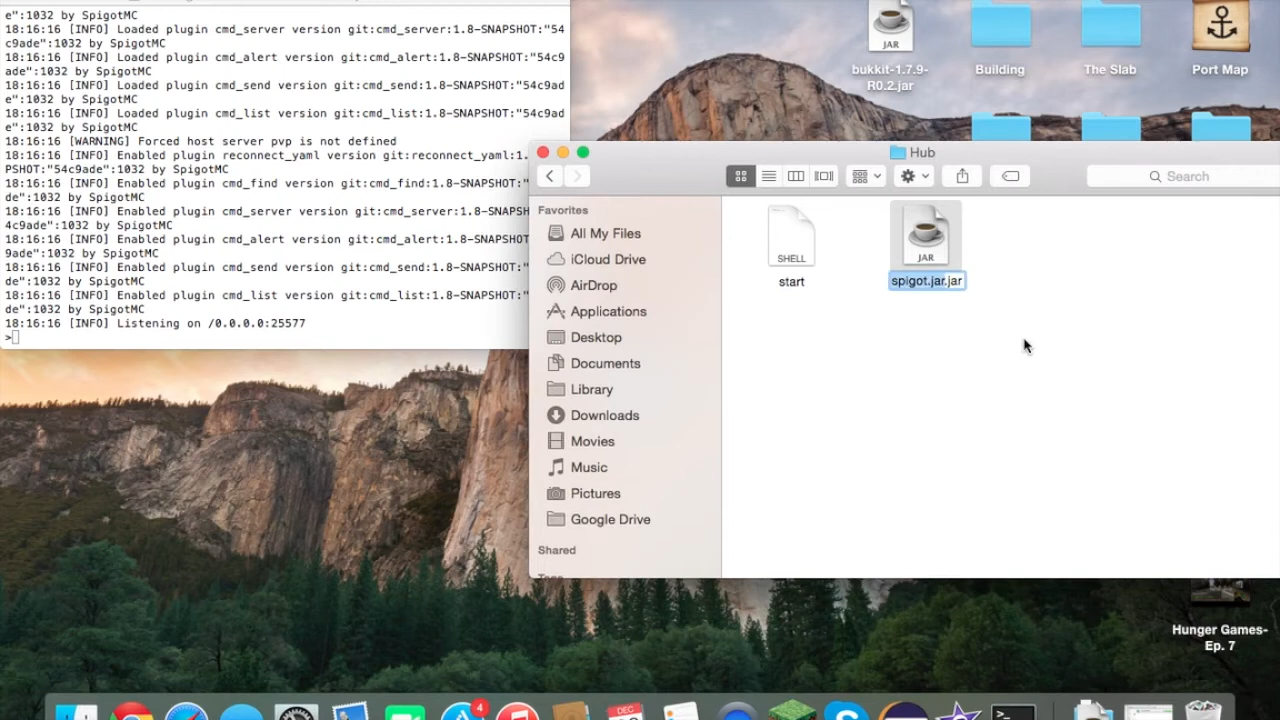 e":1032 by SpigotMC
18:16:16 [INFO] Loaded plugin cmd_server version git:cmd_server:1.8-SNAPSHOT:"54
c9ade":1032 by SpigotMC
18:16:16 [INFO] Loaded plugin cmd_alert version git:cmd_alert:1.8-SNAPSHOT:"54c9
ade":1032 by SpigotMC
18:16:16 [INFO] Loaded plugin cmd_send version git:cmd_send:1.8-SNAPSHOT:"54c9ad
e":1032 by SpigotMC
18:16:16 [INFO] Loaded plugin cmd_list version git:cmd_list:1.8-SNAPSHOT:"54c9ad
e":1032 by SpigotMC
18:16:16 [WARNING] Forced host server pvp is not defined
18:16:16 [INFO] Enabled plugin reconnect_yaml version git:reconnect_yaml:1.
PSHOT:"54c9ade":1032 by SpigotMC
18:16:16 [INFO] Enabled plugin cmd_find version git:cmd_find:1.8-SNAPSHOT:"
de":1032 by SpigotMC
18:16:16 [INFO] Enabled plugin cmd_server version git:cmd_server:1.8-SNAPSH
4c9ade":1032 by SpigotMC
18:16:16 [INFO] Enabled plugin cmd_alert version git:cmd_alert:1.8-SNAPSHOT
9ade":1032 by SpigotMC
18:16:16 [INFO] Enabled plugin cmd_send version git:cmd_send:1.8-SNAPSHOT:"
de":1032 by SpigotMC
18:16:16 [INFO] Enabled plugin cmd_list version git:cmd_list:1.8-SNAPSHOT:"
de":1032 by SpigotMC
18:16:16 [INFO] Listening on /0.0.0.0:25577
>
JAR
bukkit-1.7.9-
R0.2.jar
Building
The Slab
Port Map
Hub
Search
Favorites
All My Files
iCloud Drive
AirDrop
Applications
Desktop
Documents
Library
Downloads
Movies
Music
Pictures
Google Drive
Shared
SHELL
start
JAR
spigot.jar.jar
Hunger Games-
Ep. 7
4
DEC